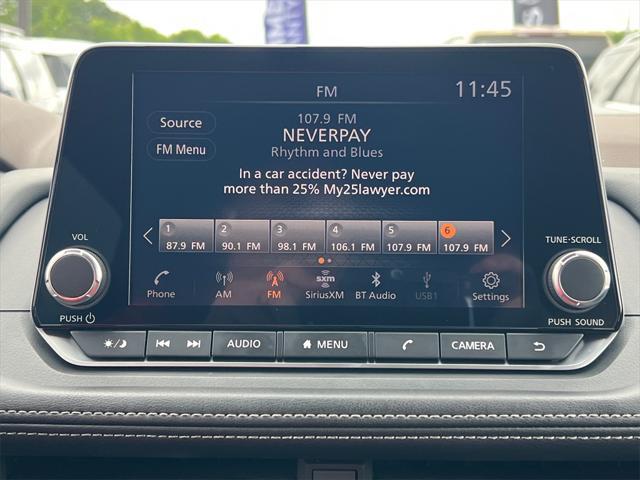 FM
11:45
Source
107.9 FM
NEVERPAY
FM Menu
Rhythm and Blues
In a car accident? Never pay
more than 25% My25lawyer.com
1 2 3 4 5 6
87.9 FM 90.1 FM 98.1 FM 106.1 FM 107.9 FM 107.9 FM
VOL
TUNE·SCROLL
Phone AM FM SiriusXM BT Audio USB1 Settings
sxm
PUSH
PUSH SOUND
AUDIO MENU CAMERA